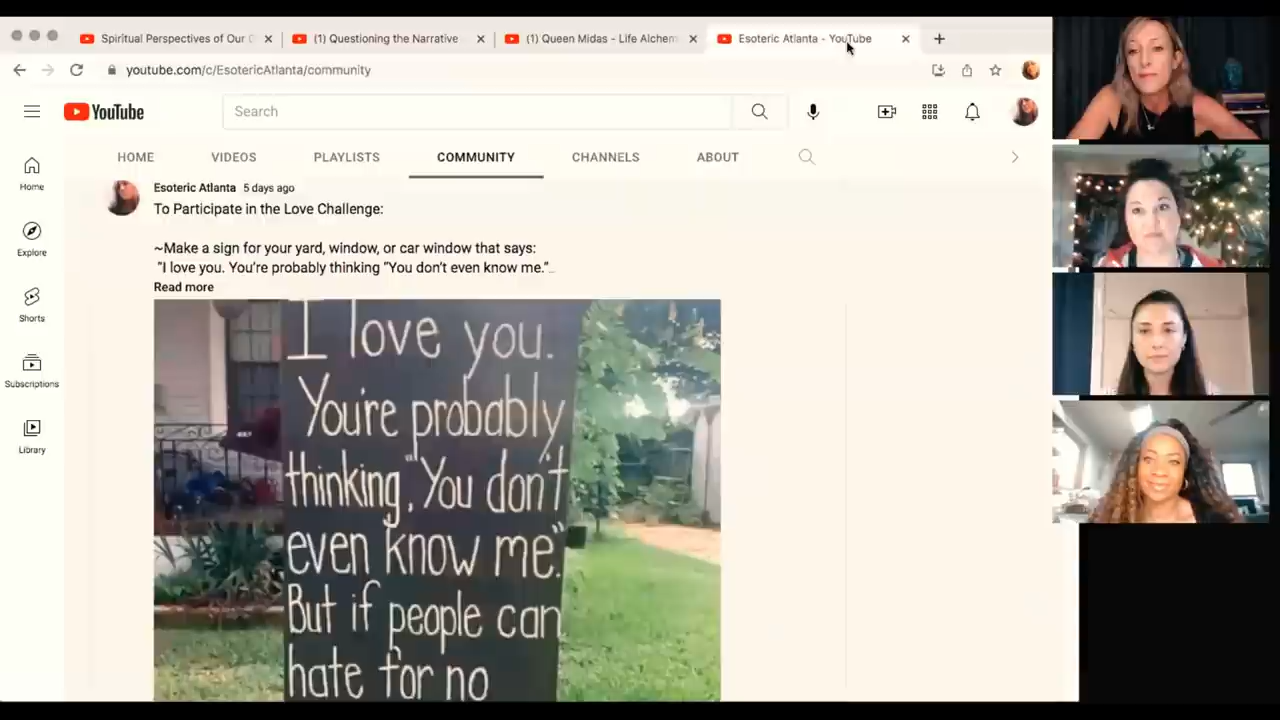 Spiritual Perspectives of Our
(1) Questioning the Narrative
(1) Queen Midas - Life Alchem
Esoteric Atlanta - YouTube
youtube.com/c/EsotericAtlanta/community
YouTube
Search
HOME VIDEOS PLAYLISTS COMMUNITY CHANNELS ABOUT
Home
Explore
Shorts
Subscriptions
Library
Esoteric Atlanta 5 days ago
To Participate in the Love Challenge:
~Make a sign for your yard, window, or car window that says:
"I love you. You're probably thinking "You don't even know me."
Read more
I love you.
You're probably
thinking, "You don't
even know me."
But if people can
hate for no